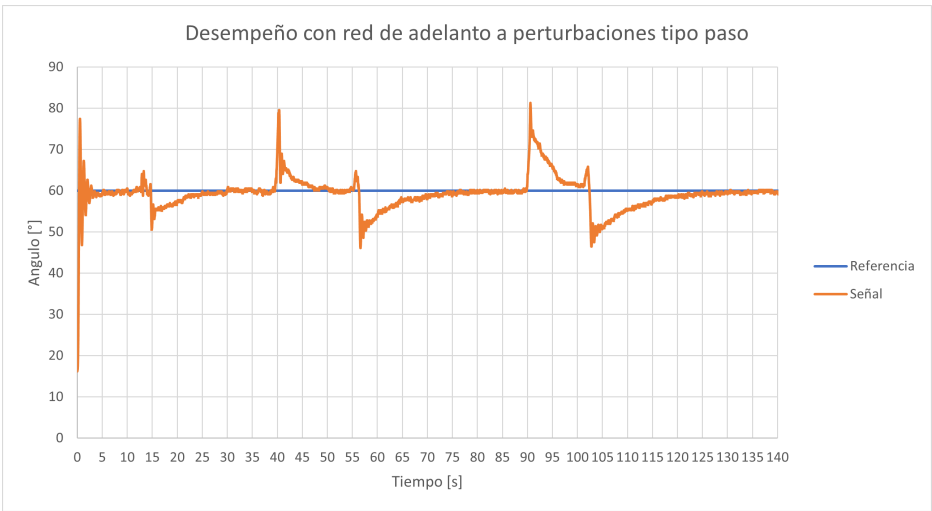 Desempeño con red de adelanto a perturbaciones tipo paso
90
80
70
60
50
40
30
20
10
0
Angulo [°]
0 5 10 15 20 25 30 35 40 45 50 55 60 65 70 75 80 85 90 95 100 105 110 115 120 125 130 135 140
Tiempo [s]
Referencia
Señal